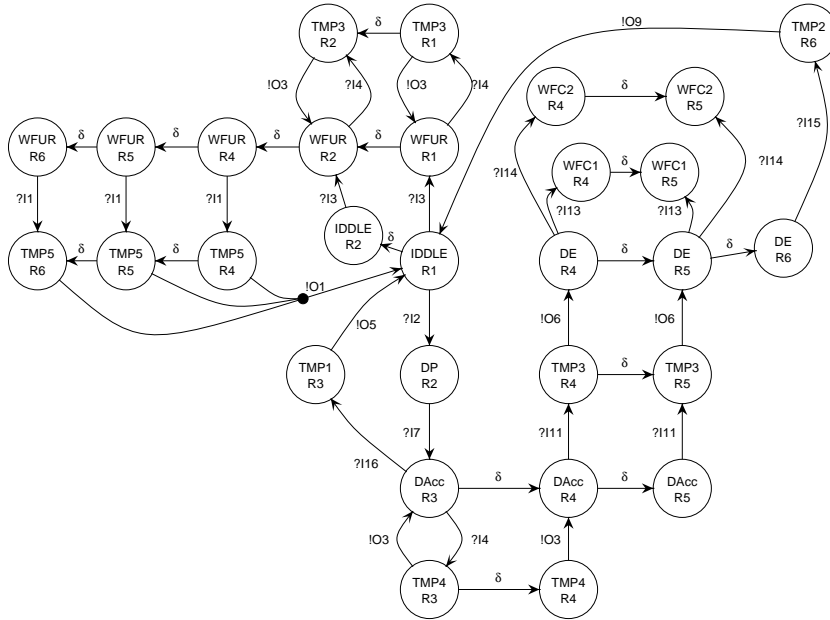 TMP3
R2
δ
TMP3
R1
!O9
TMP2
R6
!O3
?I4
!O3
?I4
WFC2
R4
δ
WFC2
R5
?I15
WFUR
R6
δ
WFUR
R5
δ
WFUR
R4
δ
WFUR
R2
δ
WFUR
R1
?I14
WFC1
R4
δ
WFC1
R5
?I14
?I1
?I1
?I1
?I3
?I3
?I13
?I13
IDDLE
R2
δ
TMP5
R6
δ
TMP5
R5
δ
TMP5
R4
IDDLE
R1
DE
R4
δ
DE
R5
δ
DE
R6
!O1
!O5
?I2
!O6
!O6
TMP1
R3
DP
R2
TMP3
R4
δ
TMP3
R5
?I16
?I7
?I11
?I11
DAcc
R3
δ
DAcc
R4
δ
DAcc
R5
!O3
?I4
!O3
TMP4
R3
δ
TMP4
R4